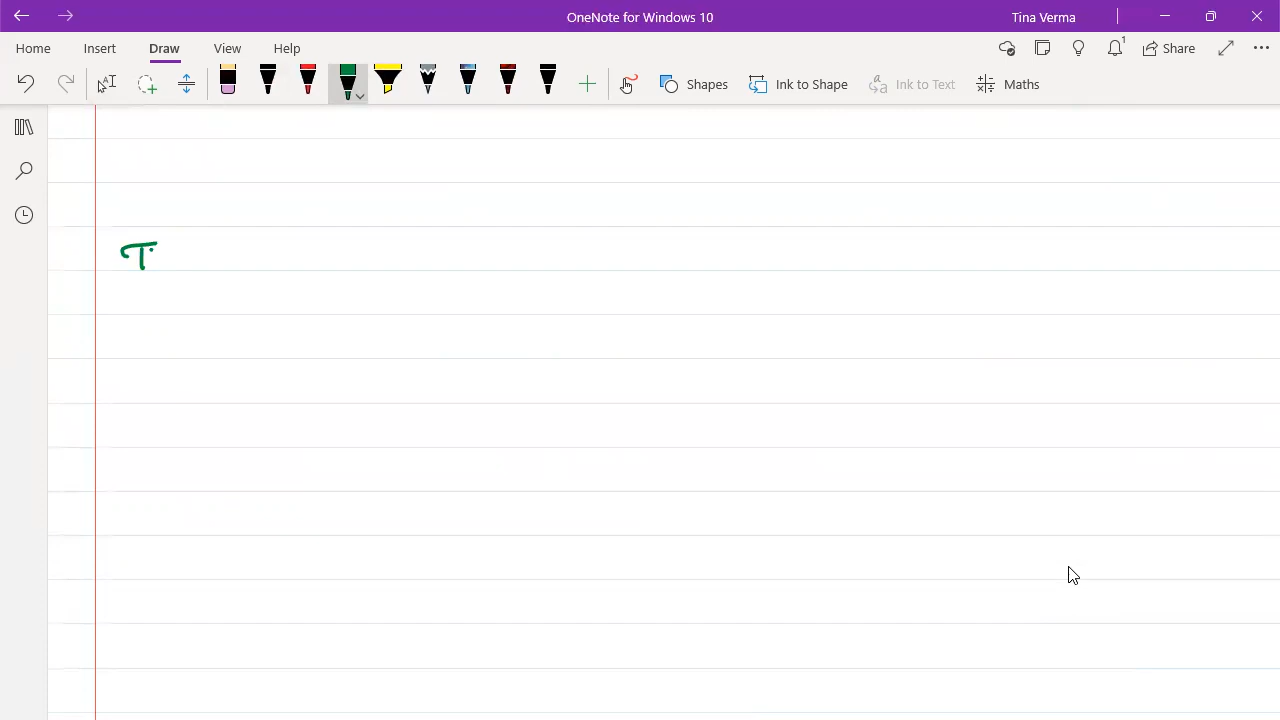 OneNote for Windows 10
Tina Verma
Home Insert Draw View Help
1
Share
Shapes Ink to Shape Ink to Text Maths
T